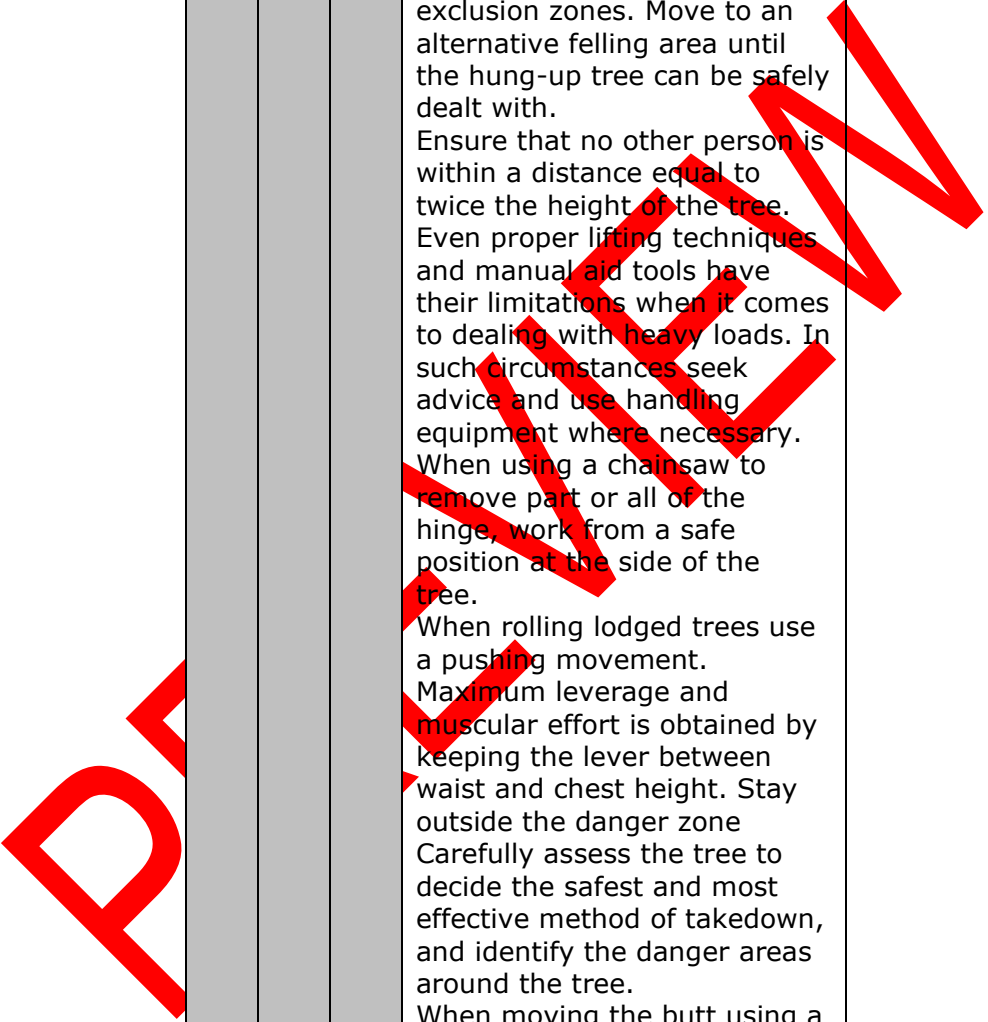 exclusion zones. Move to an
alternative felling area until
the hung-up tree can be safely
dealt with.
Ensure that no other person is
within a distance equal to
twice the height of the tree.
Even proper lifting techniques
and manual aid tools have
their limitations when it comes
to dealing with heavy loads. In
such circumstances seek
advice and use handling
equipment where necessary.
When using a chainsaw to
remove part or all of the
hinge, work from a safe
position at the side of the
tree.
When rolling lodged trees use
a pushing movement.
Maximum leverage and
muscular effort is obtained by
keeping the lever between
waist and chest height. Stay
outside the danger zone
Carefully assess the tree to
decide the safest and most
effective method of takedown,
and identify the danger areas
around the tree.
When moving the butt using a
PREVIEW